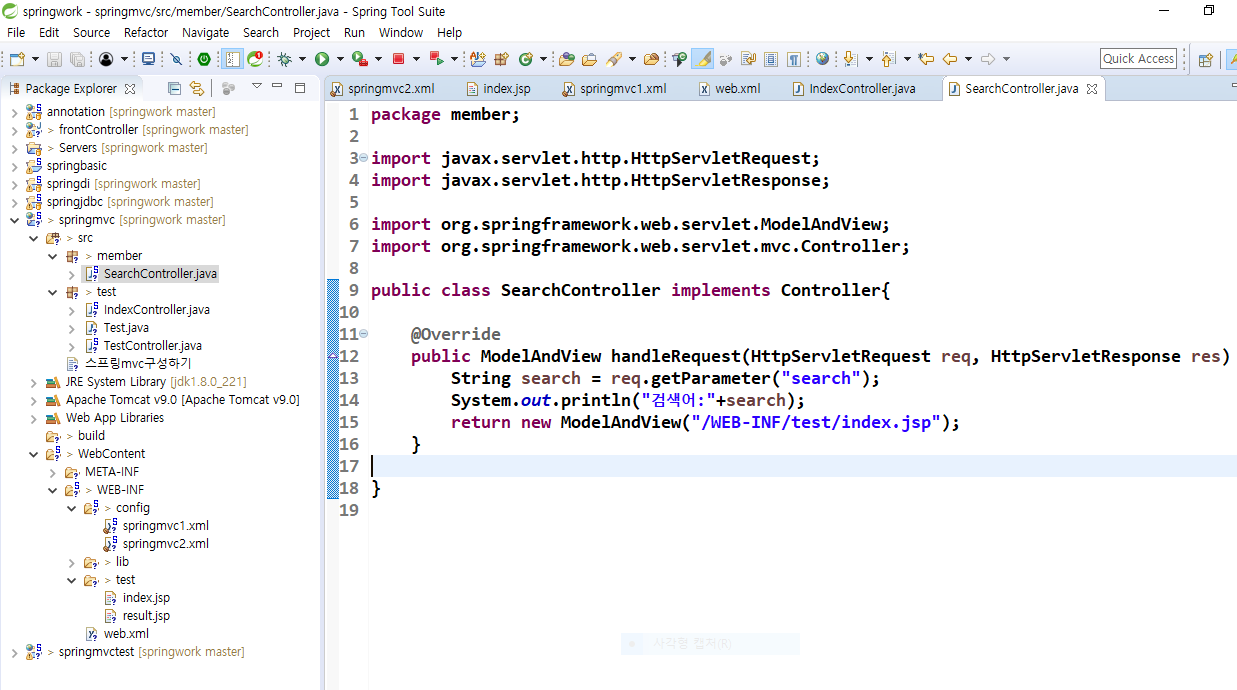 springwork - springmvc/src/member/SearchController.java - Spring Tool Suite
File Edit Source Refactor Navigate Search Project Run Window Help
Quick Access
Package Explorer
annotation [springwork master]
> frontController [springwork master]
> Servers [springwork master]
springbasic
springdi [springwork master]
springjdbc [springwork master]
> springmvc [springwork master]
> src
> member
SearchController.java
> test
IndexController.java
Test.java
TestController.java
스프링mvc구성하기
JRE System Library [jdk1.8.0_221]
Apache Tomcat v9.0 [Apache Tomcat v9.0]
Web App Libraries
> build
> WebContent
META-INF
> WEB-INF
> config
springmvc1.xml
springmvc2.xml
> lib
> test
index.jsp
result.jsp
web.xml
> springmvctest [springwork master]
springmvc2.xml index.jsp springmvc1.xml web.xml IndexController.java SearchController.java
1 package member;
2
3 import javax.servlet.http.HttpServletRequest;
4 import javax.servlet.http.HttpServletResponse;
5
6 import org.springframework.web.servlet.ModelAndView;
7 import org.springframework.web.servlet.mvc.Controller;
8
9 public class SearchController implements Controller{
10
11 @Override
12 public ModelAndView handleRequest(HttpServletRequest req, HttpServletResponse res)
13 String search = req.getParameter("search");
14 System.out.println("검색어:"+search);
15 return new ModelAndView("/WEB-INF/test/index.jsp");
16 }
17
18 }
19
사각형 캡처(R)